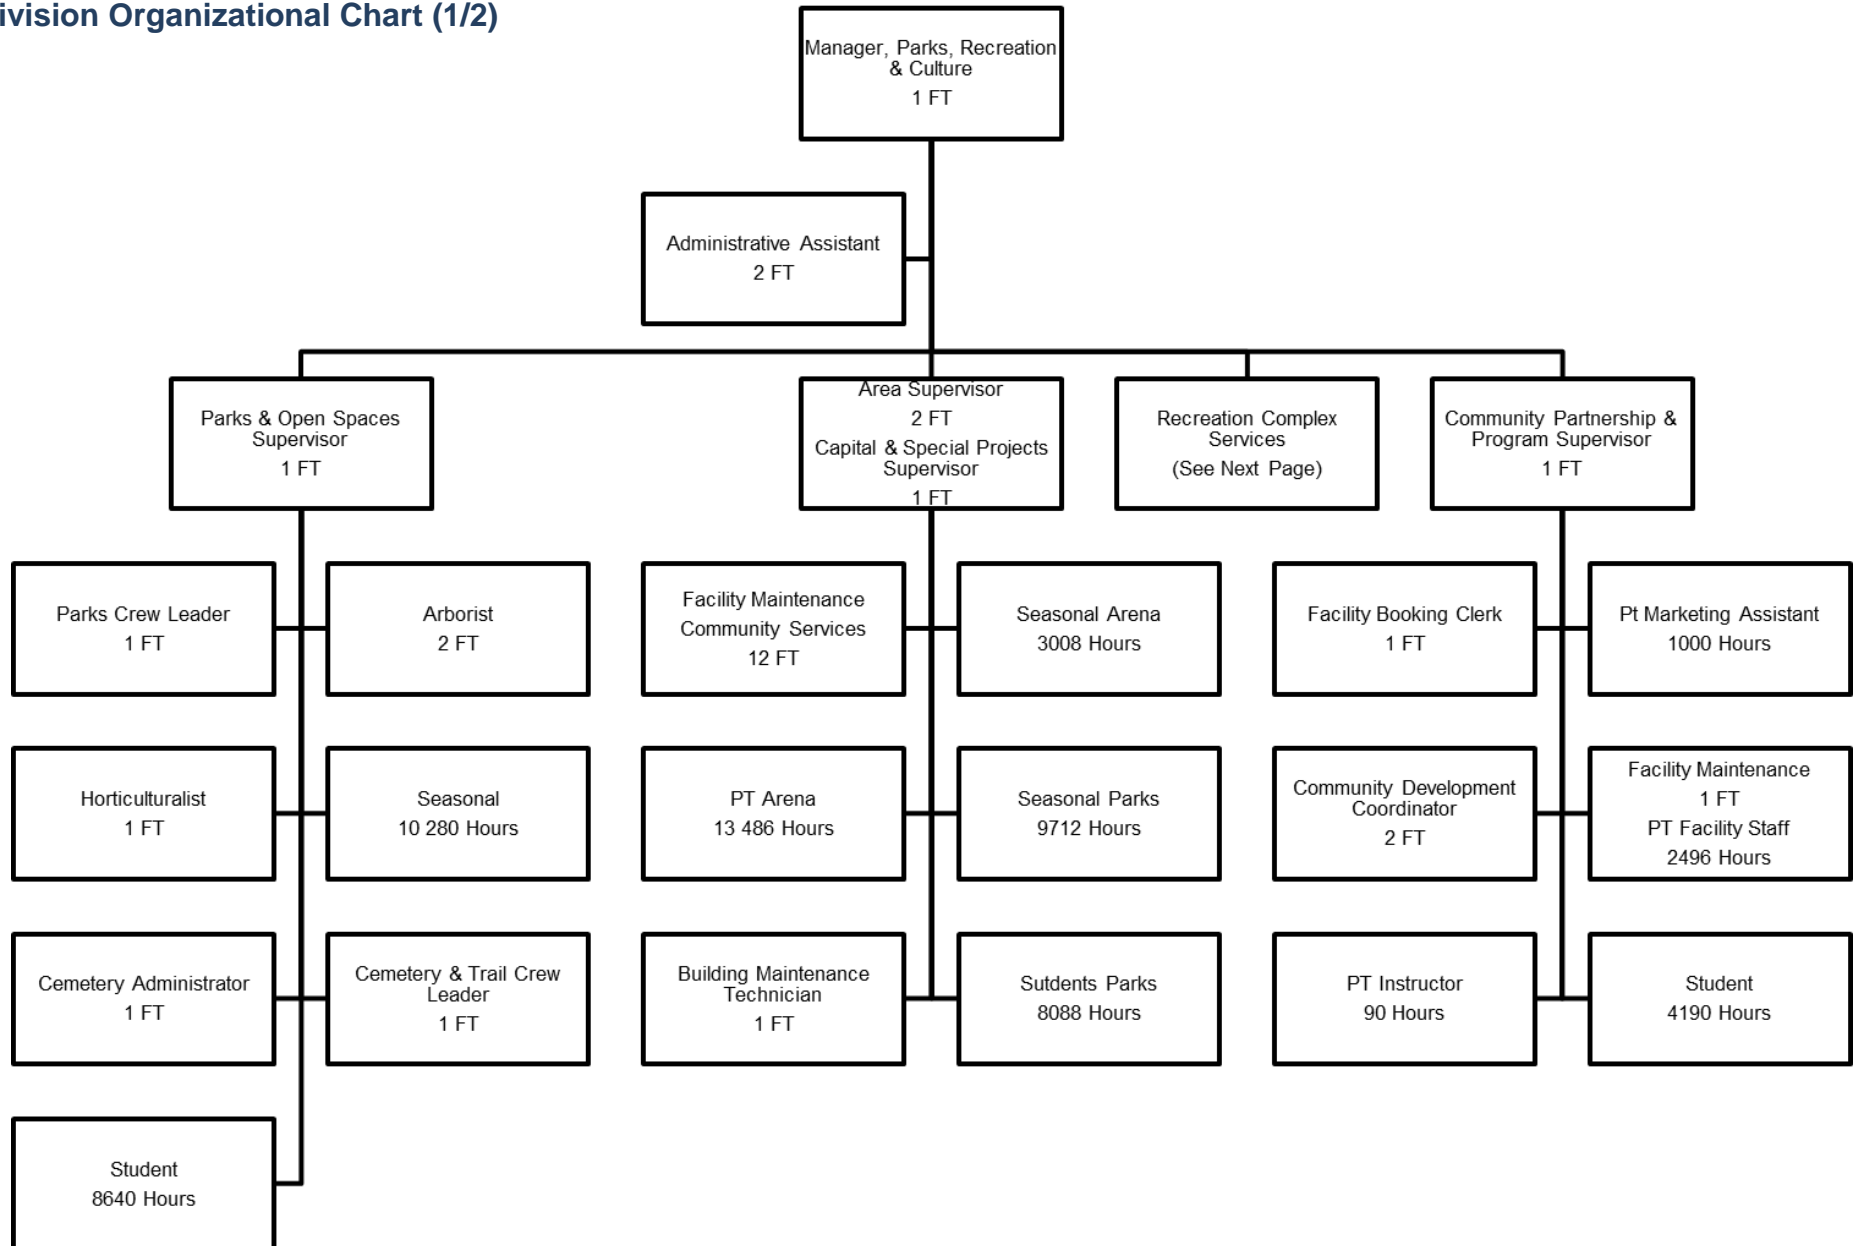 ivision Organizational Chart (1/2)
Manager, Parks, Recreation
& Culture
1 FT
Administrative Assistant
2 FT
Parks & Open Spaces
Supervisor
1 FT
Area Supervisor
2 FT
Capital & Special Projects
Supervisor
1 FT
Recreation Complex
Services
(See Next Page)
Community Partnership &
Program Supervisor
1 FT
Parks Crew Leader
1 FT
Arborist
2 FT
Facility Maintenance
Community Services
12 FT
Seasonal Arena
3008 Hours
Facility Booking Clerk
1 FT
Pt Marketing Assistant
1000 Hours
Horticulturalist
1 FT
Seasonal
10 280 Hours
PT Arena
13 486 Hours
Seasonal Parks
9712 Hours
Community Development
Coordinator
2 FT
Facility Maintenance
1 FT
PT Facility Staff
2496 Hours
Cemetery Administrator
1 FT
Cemetery & Trail Crew
Leader
1 FT
Building Maintenance
Technician
1 FT
Sutdents Parks
8088 Hours
PT Instructor
90 Hours
Student
4190 Hours
Student
8640 Hours